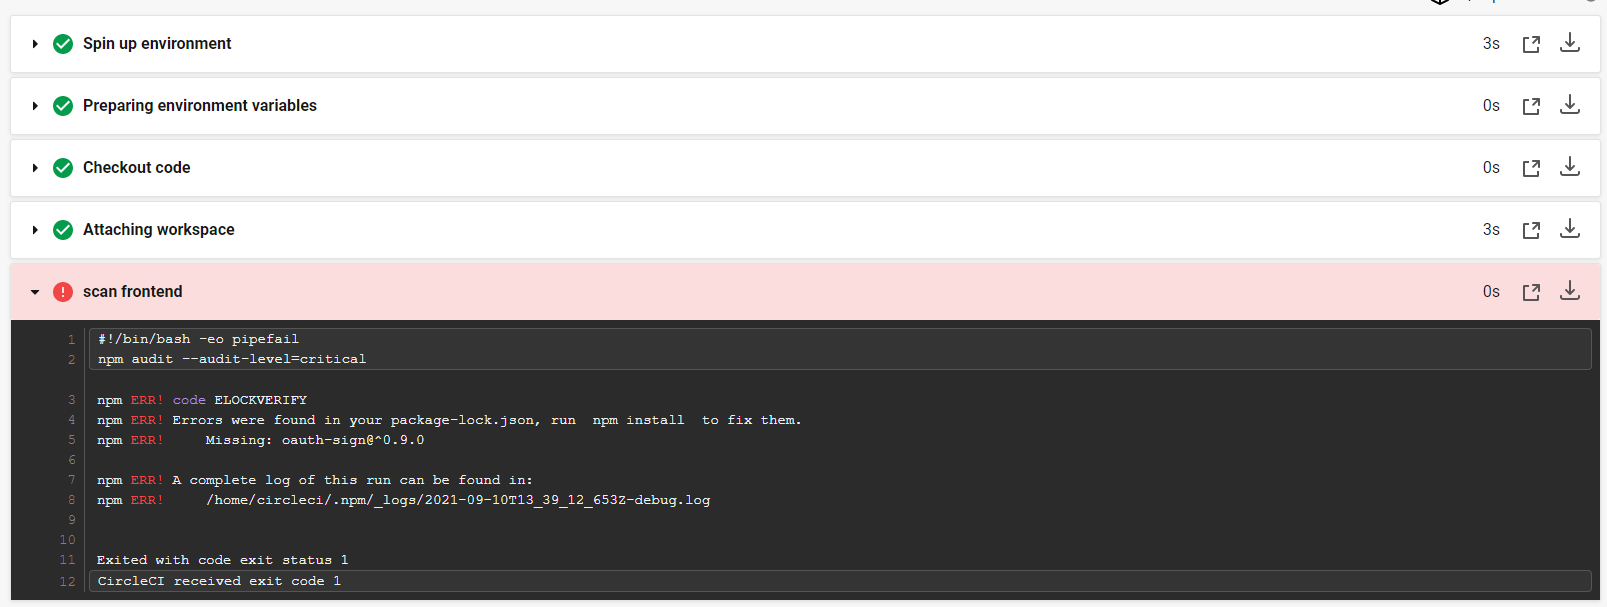 Spin up environment 3s
Preparing environment variables 0s
Checkout code 0s
Attaching workspace 3s
scan frontend 0s
1 #!/bin/bash -eo pipefail
2 npm audit --audit-level=critical
3 npm ERR! code ELOCKVERIFY
4 npm ERR! Errors were found in your package-lock.json, run  npm install  to fix them.
5 npm ERR!     Missing: oauth-sign@^0.9.0
6
7 npm ERR! A complete log of this run can be found in:
8 npm ERR!     /home/circleci/.npm/_logs/2021-09-10T13_39_12_653Z-debug.log
9
10
11 Exited with code exit status 1
12 CircleCI received exit code 1